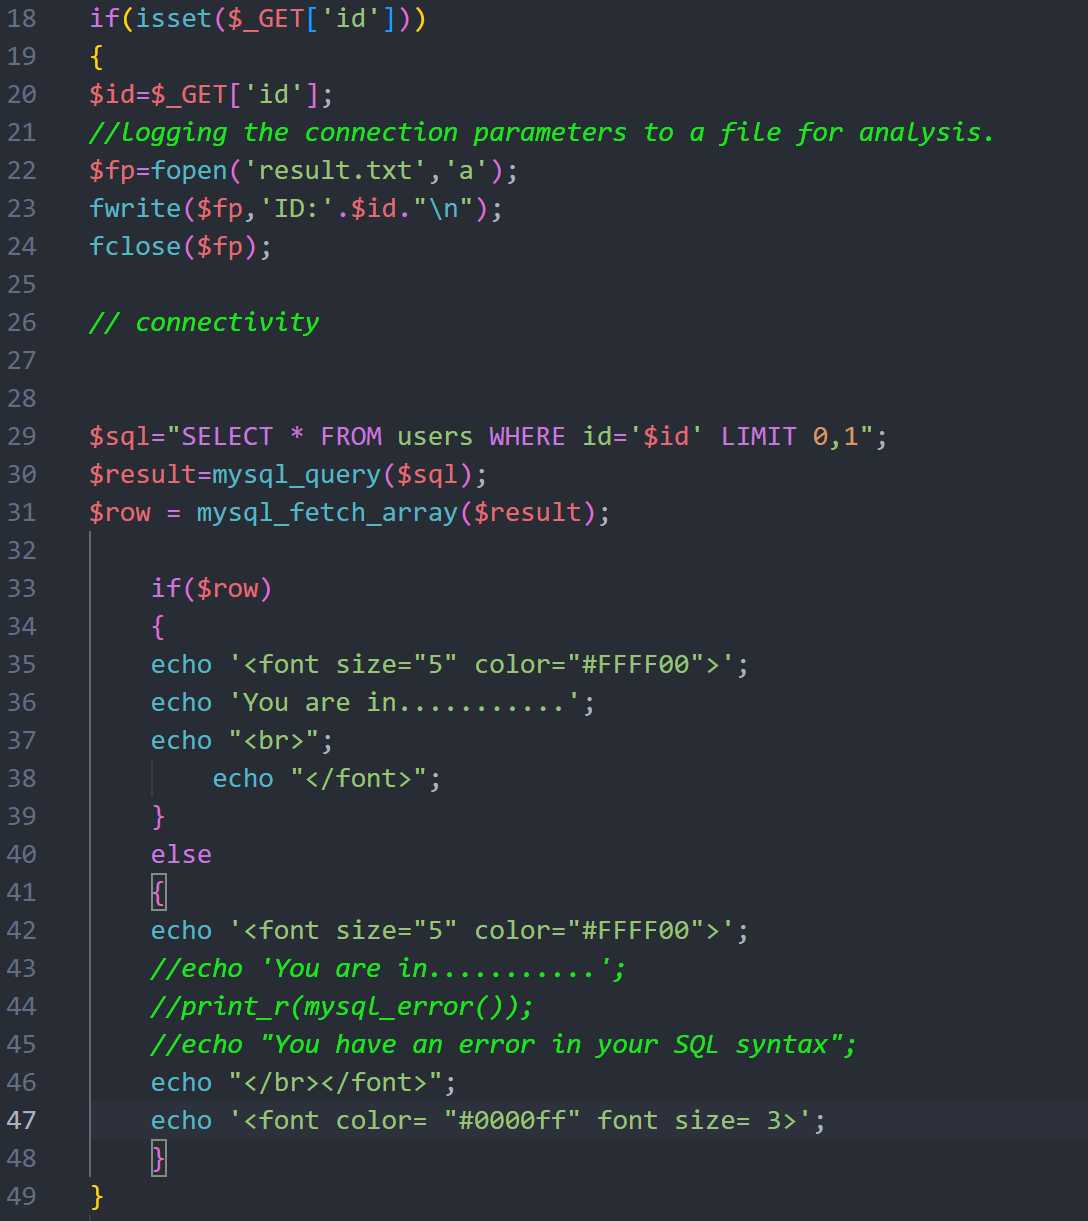 18 if(isset($_GET['id']))
19 {
20 $id=$_GET['id'];
21 //logging the connection parameters to a file for analysis.
22 $fp=fopen('result.txt','a');
23 fwrite($fp,'ID:'.$id."\n");
24 fclose($fp);
25
26 // connectivity
27
28
29 $sql="SELECT * FROM users WHERE id='$id' LIMIT 0,1";
30 $result=mysql_query($sql);
31 $row = mysql_fetch_array($result);
32
33     if($row)
34     {
35     echo '<font size="5" color="#FFFF00">';
36     echo 'You are in...........';
37     echo "<br>";
38         echo "</font>";
39     }
40     else
41     {
42     echo '<font size="5" color="#FFFF00">';
43     //echo 'You are in...........';
44     //print_r(mysql_error());
45     //echo "You have an error in your SQL syntax";
46     echo "</br></font>";
47     echo '<font color= "#0000ff" font size= 3>';
48     }
49 }